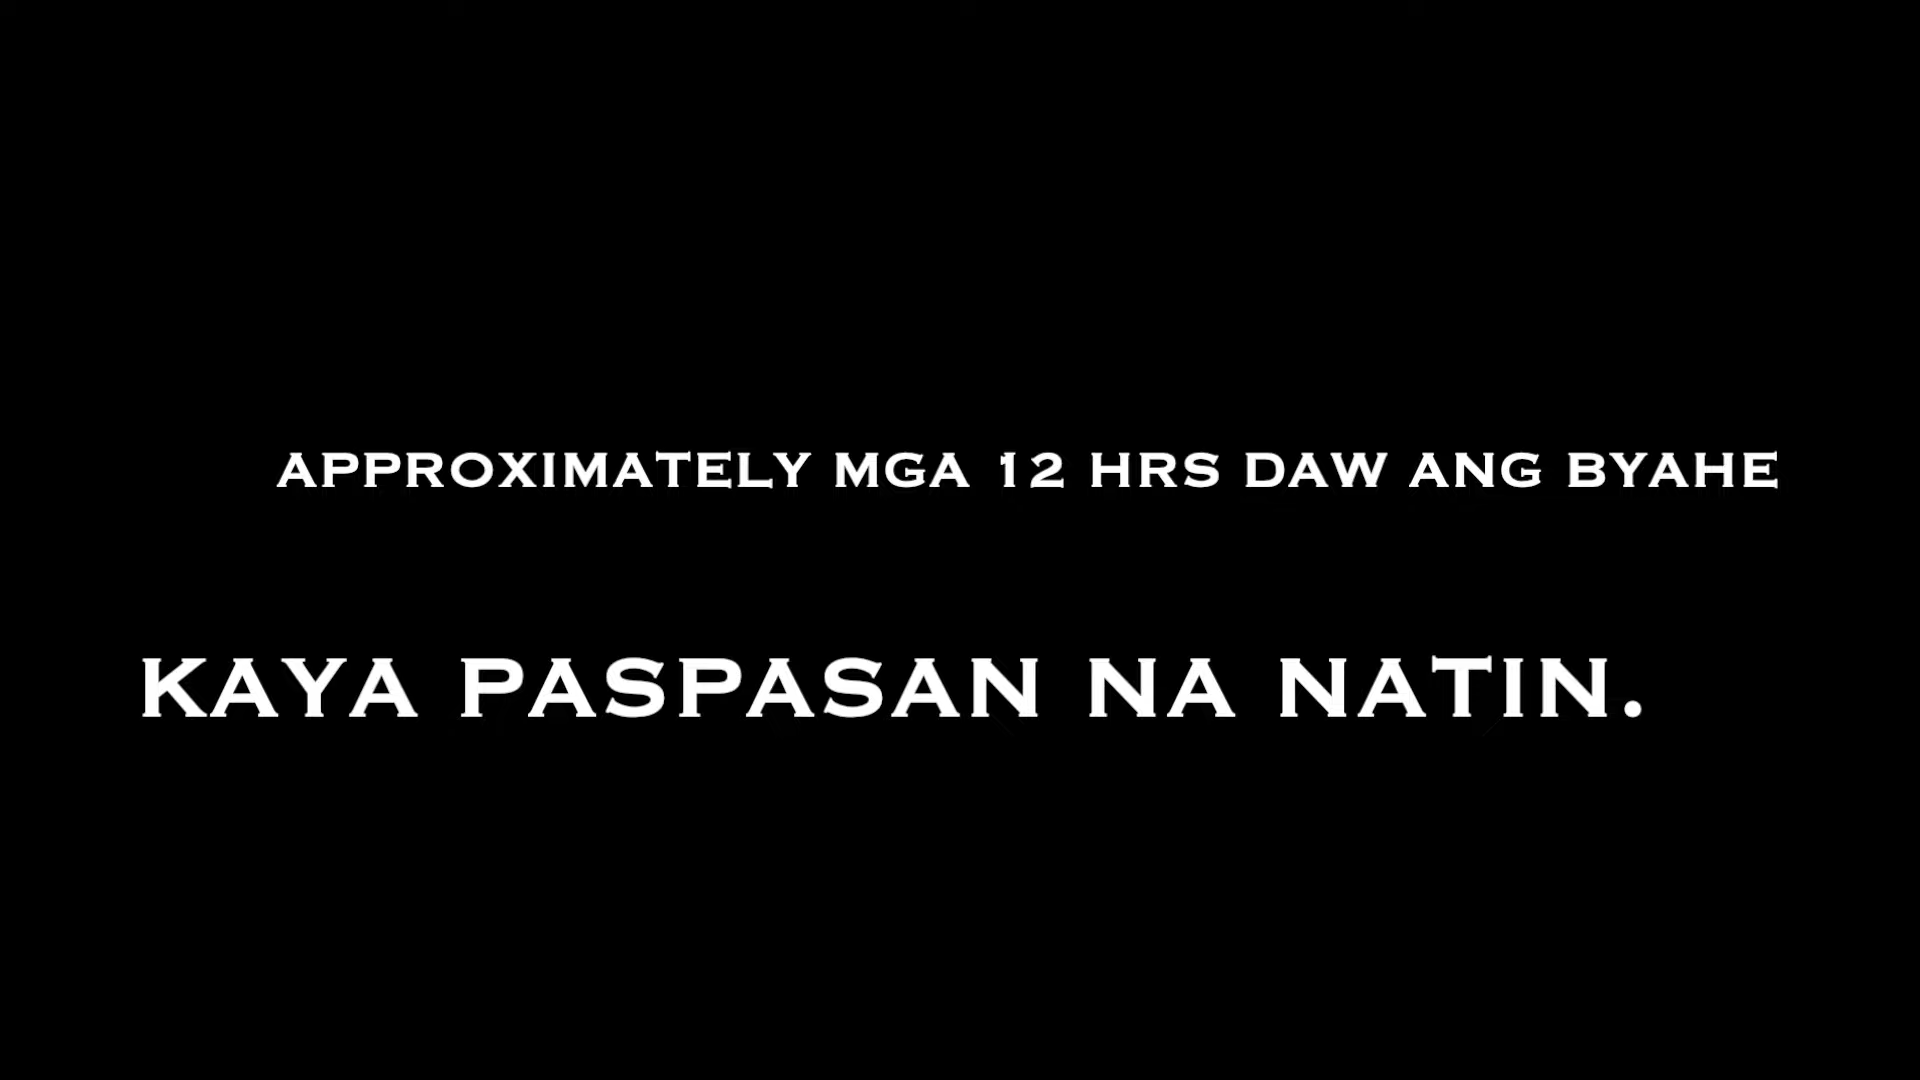 APPROXIMATELY MGA 12 HRS DAW ANG BYAHE
KAYA PASPASAN NA NATIN.